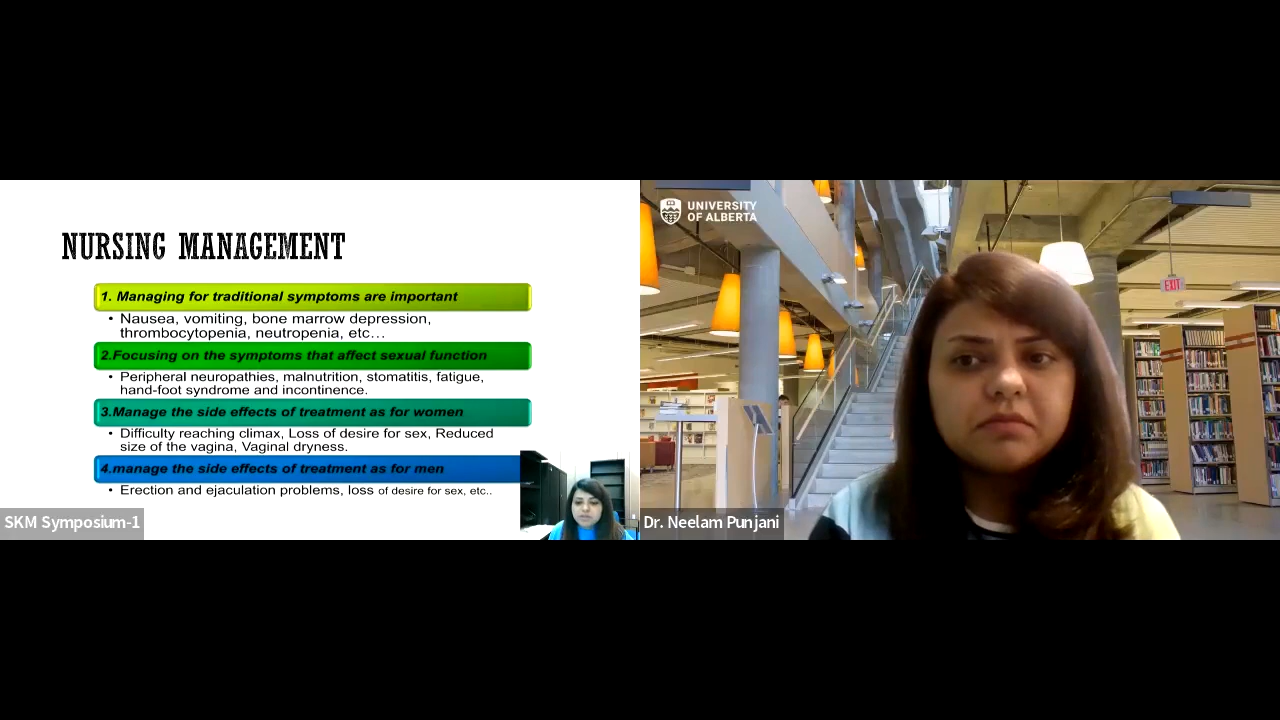 NURSING MANAGEMENT
1. Managing for traditional symptoms are important
• Nausea, vomiting, bone marrow depression,
thrombocytopenia, neutropenia, etc…
2.Focusing on the symptoms that affect sexual function
• Peripheral neuropathies, malnutrition, stomatitis, fatigue,
hand-foot syndrome and incontinence.
3.Manage the side effects of treatment as for women
• Difficulty reaching climax, Loss of desire for sex, Reduced
size of the vagina, Vaginal dryness.
4.manage the side effects of treatment as for men
• Erection and ejaculation problems, loss of desire for sex, etc..
SKM Symposium-1
UNIVERSITY
OF ALBERTA
EXIT
Dr. Neelam Punjani